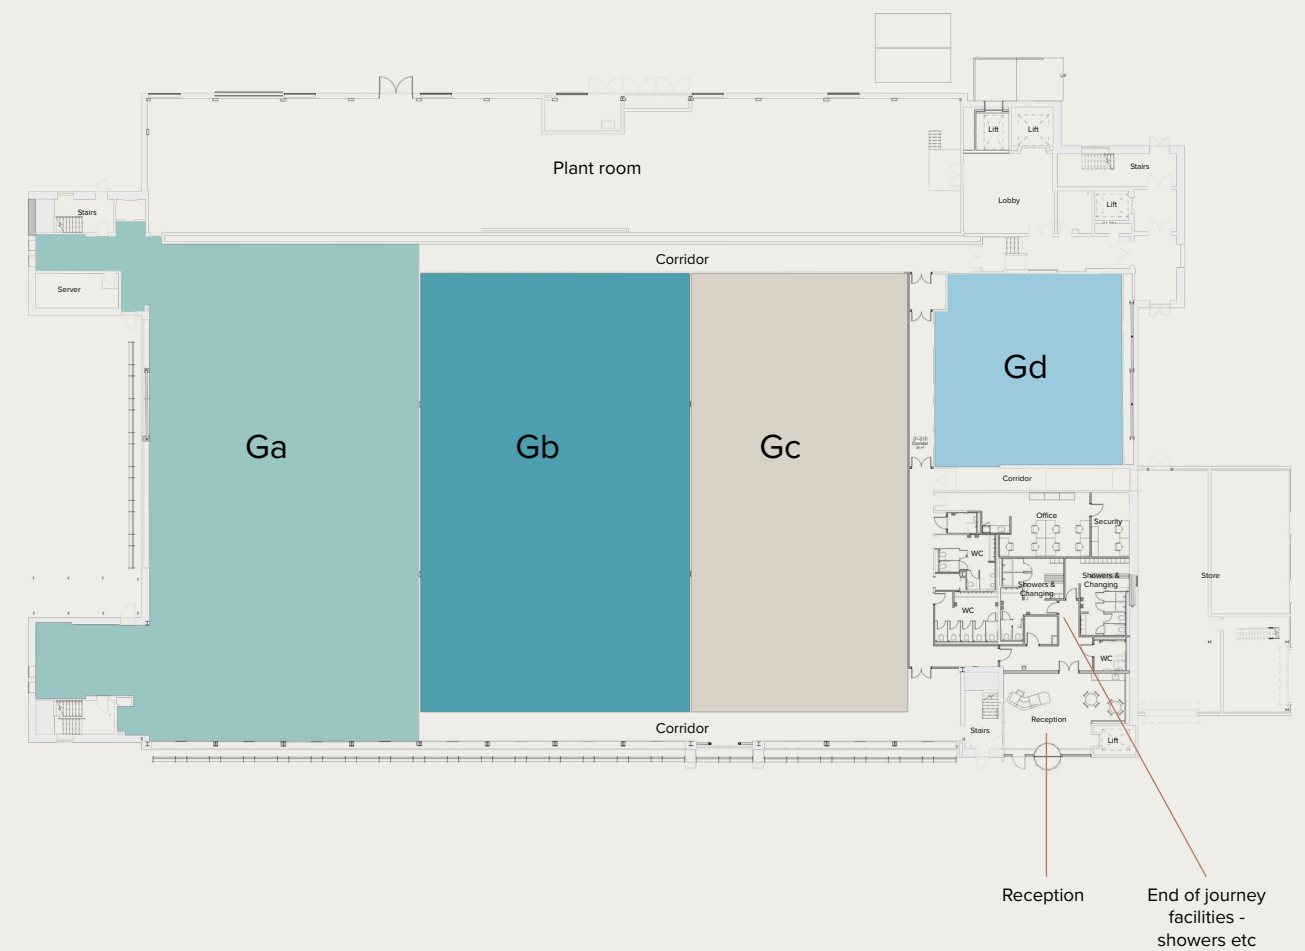 Lift
Lift
Plant room
Stairs
Lobby
Lift
Stairs
Corridor
Server
Gd
Ga
Gb
Gc
Corridor
Corridor
Office
Security
WC
Showers &
Changing
Showers &
Changing
Store
WC
WC
Reception
Corridor
Stairs
Lift
Reception
End of journey
facilities -
showers etc